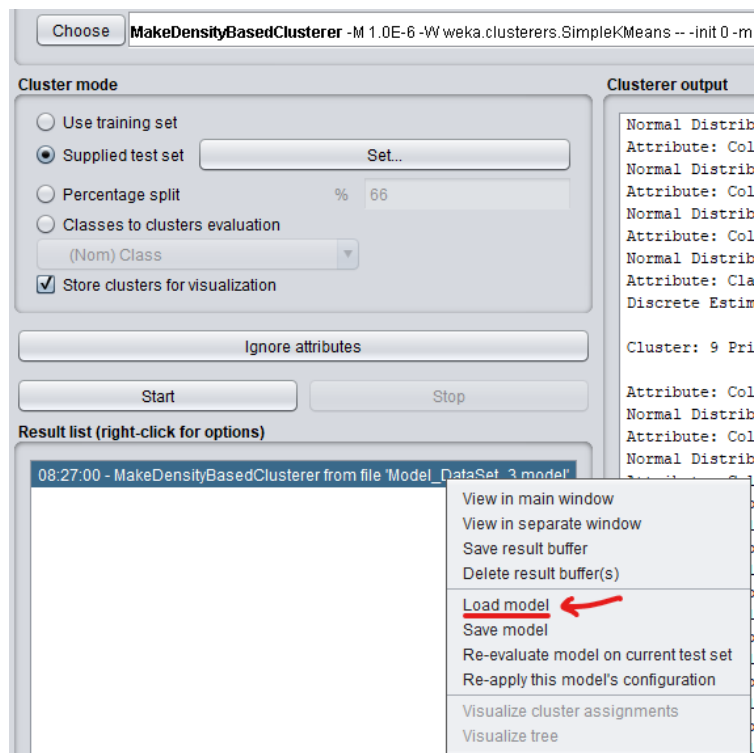 Choose MakeDensityBasedClusterer -M 1.0E-6 -W weka.clusterers.SimpleKMeans -- -init 0 -m
Cluster mode
Use training set
Supplied test set Set...
Percentage split % 66
Classes to clusters evaluation
(Nom) Class
Store clusters for visualization
Ignore attributes
Start Stop
Result list (right-click for options)
08:27:00 - MakeDensityBasedClusterer from file 'Model_DataSet_3.model'
View in main window
View in separate window
Save result buffer
Delete result buffer(s)
Load model
Save model
Re-evaluate model on current test set
Re-apply this model's configuration
Visualize cluster assignments
Visualize tree
Clusterer output
Normal Distrib
Attribute: Col
Normal Distrib
Attribute: Col
Normal Distrib
Attribute: Col
Normal Distrib
Attribute: Cla
Discrete Estim
Cluster: 9 Pri
Attribute: Col
Normal Distrib
Attribute: Col
Normal Distrib